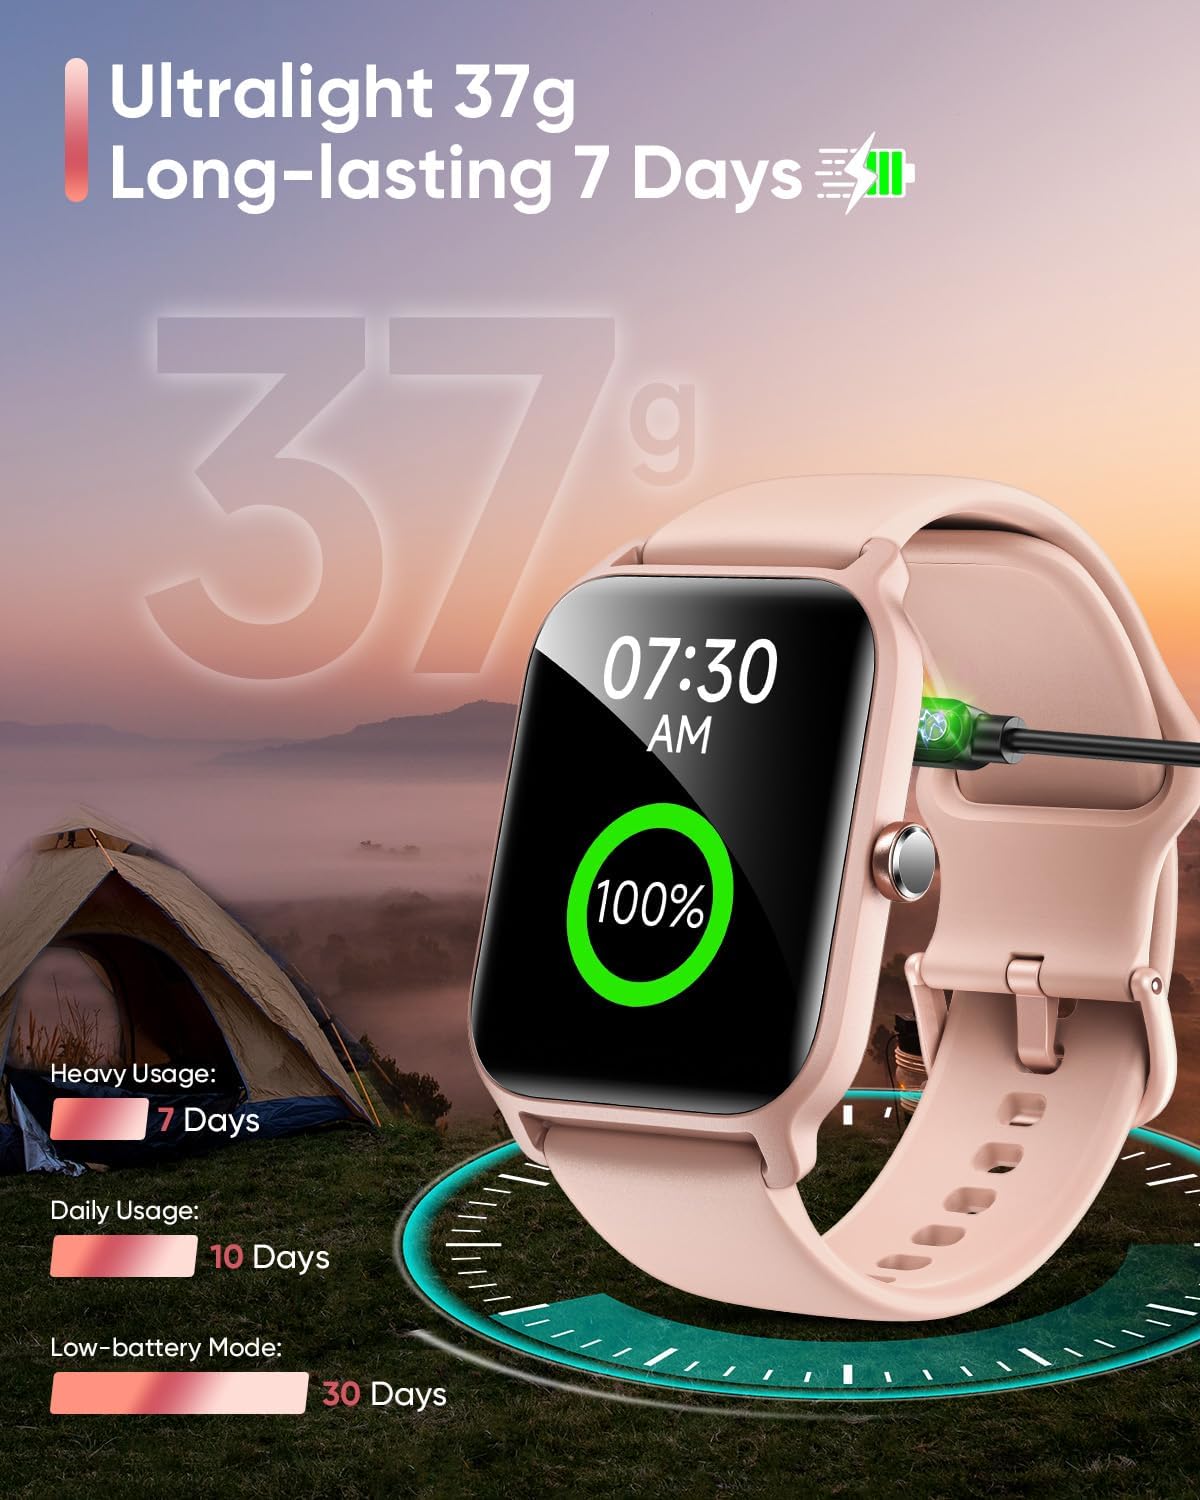 Ultralight 37g
Long-lasting 7 Days
37g
07:30
AM
100%
Heavy Usage:
7 Days
Daily Usage:
10 Days
Low-battery Mode:
30 Days